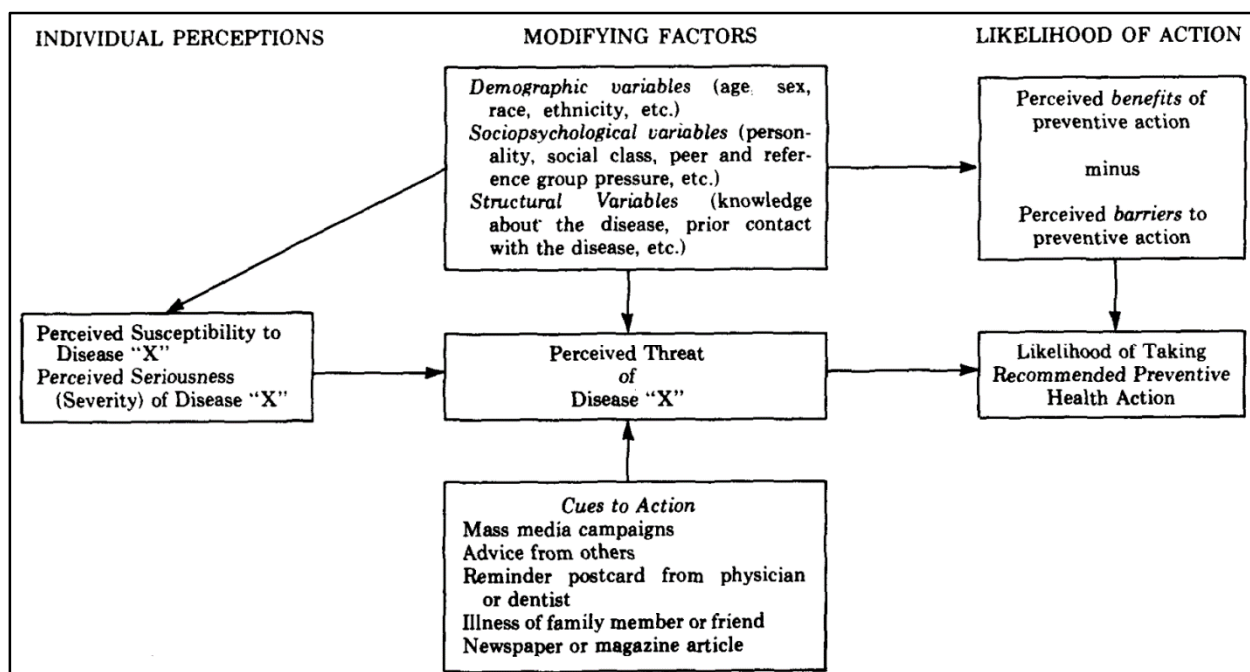 INDIVIDUAL PERCEPTIONS
MODIFYING FACTORS
LIKELIHOOD OF ACTION
Demographic variables (age sex,
race, ethnicity, etc.)
Sociopsychological variables (person-
ality, social class, peer and refer-
ence group pressure, etc.)
Structural Variables (knowledge
about the disease, prior contact
with the disease, etc.)
Perceived benefits of
preventive action
minus
Perceived barriers to
preventive action
Perceived Susceptibility to
Disease “X”
Perceived Seriousness
(Severity) of Disease “X”
Perceived Threat
of
Disease “X”
Likelihood of Taking
Recommended Preventive
Health Action
Cues to Action
Mass media campaigns
Advice from others
Reminder postcard from physician
or dentist
Illness of family member or friend
Newspaper or magazine article